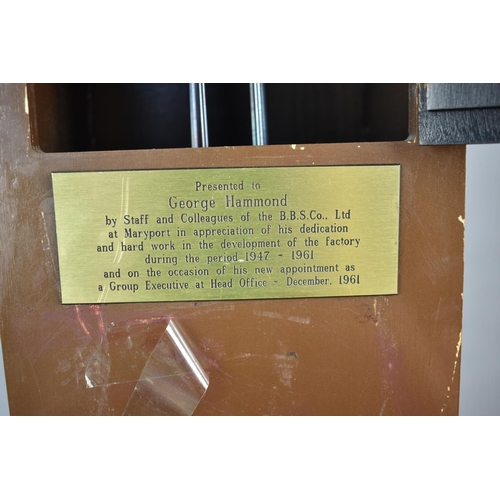 Presented to
George Hammond
by Staff and Colleagues of the B.B.S.Co., Ltd
at Maryport in appreciation of his dedication
and hard work in the development of the factory
during the period 1947 - 1961
and on the occasion of his new appointment as
a Group Executive at Head Office - December, 1961